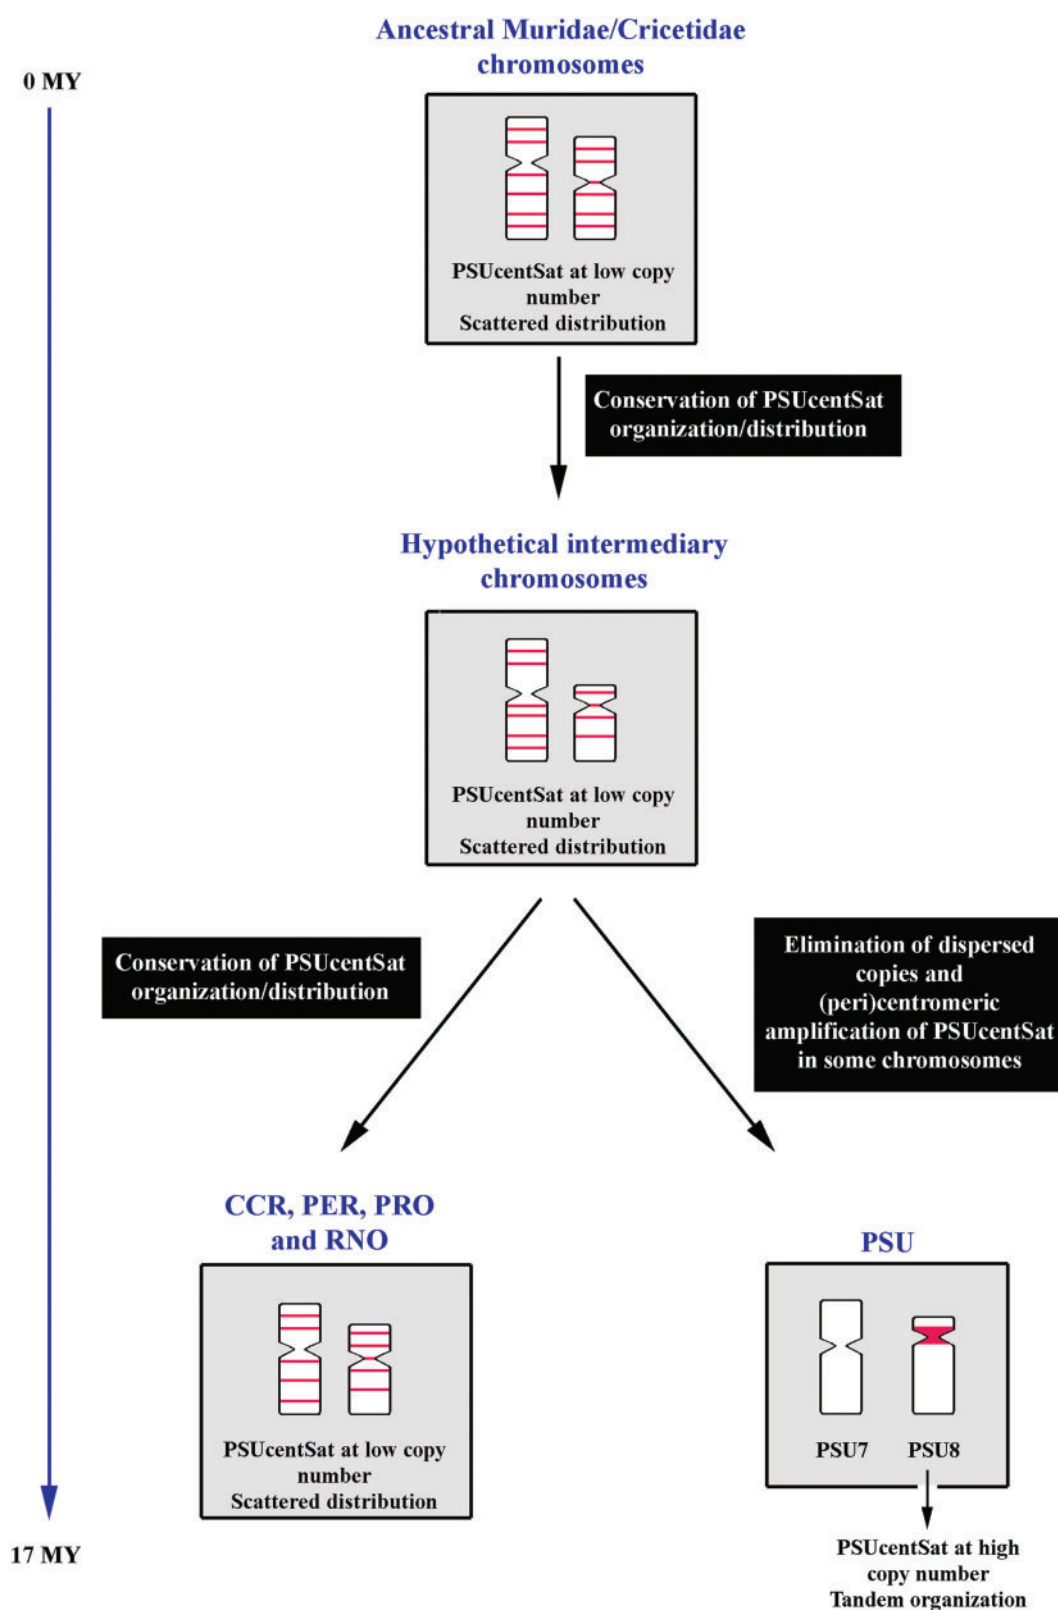 Ancestral Muridae/Cricetidae
chromosomes
0 MY
PSUcentSat at low copy
number
Scattered distribution
Conservation of PSUcentSat
organization/distribution
Hypothetical intermediary
chromosomes
PSUcentSat at low copy
number
Scattered distribution
Conservation of PSUcentSat
organization/distribution
Elimination of dispersed
copies and
(peri)centromeric
amplification of PSUcentSat
in some chromosomes
CCR, PER, PRO
and RNO
PSUcentSat at low copy
number
Scattered distribution
PSU
PSU7 PSU8
PSUcentSat at high
copy number
Tandem organization
17 MY